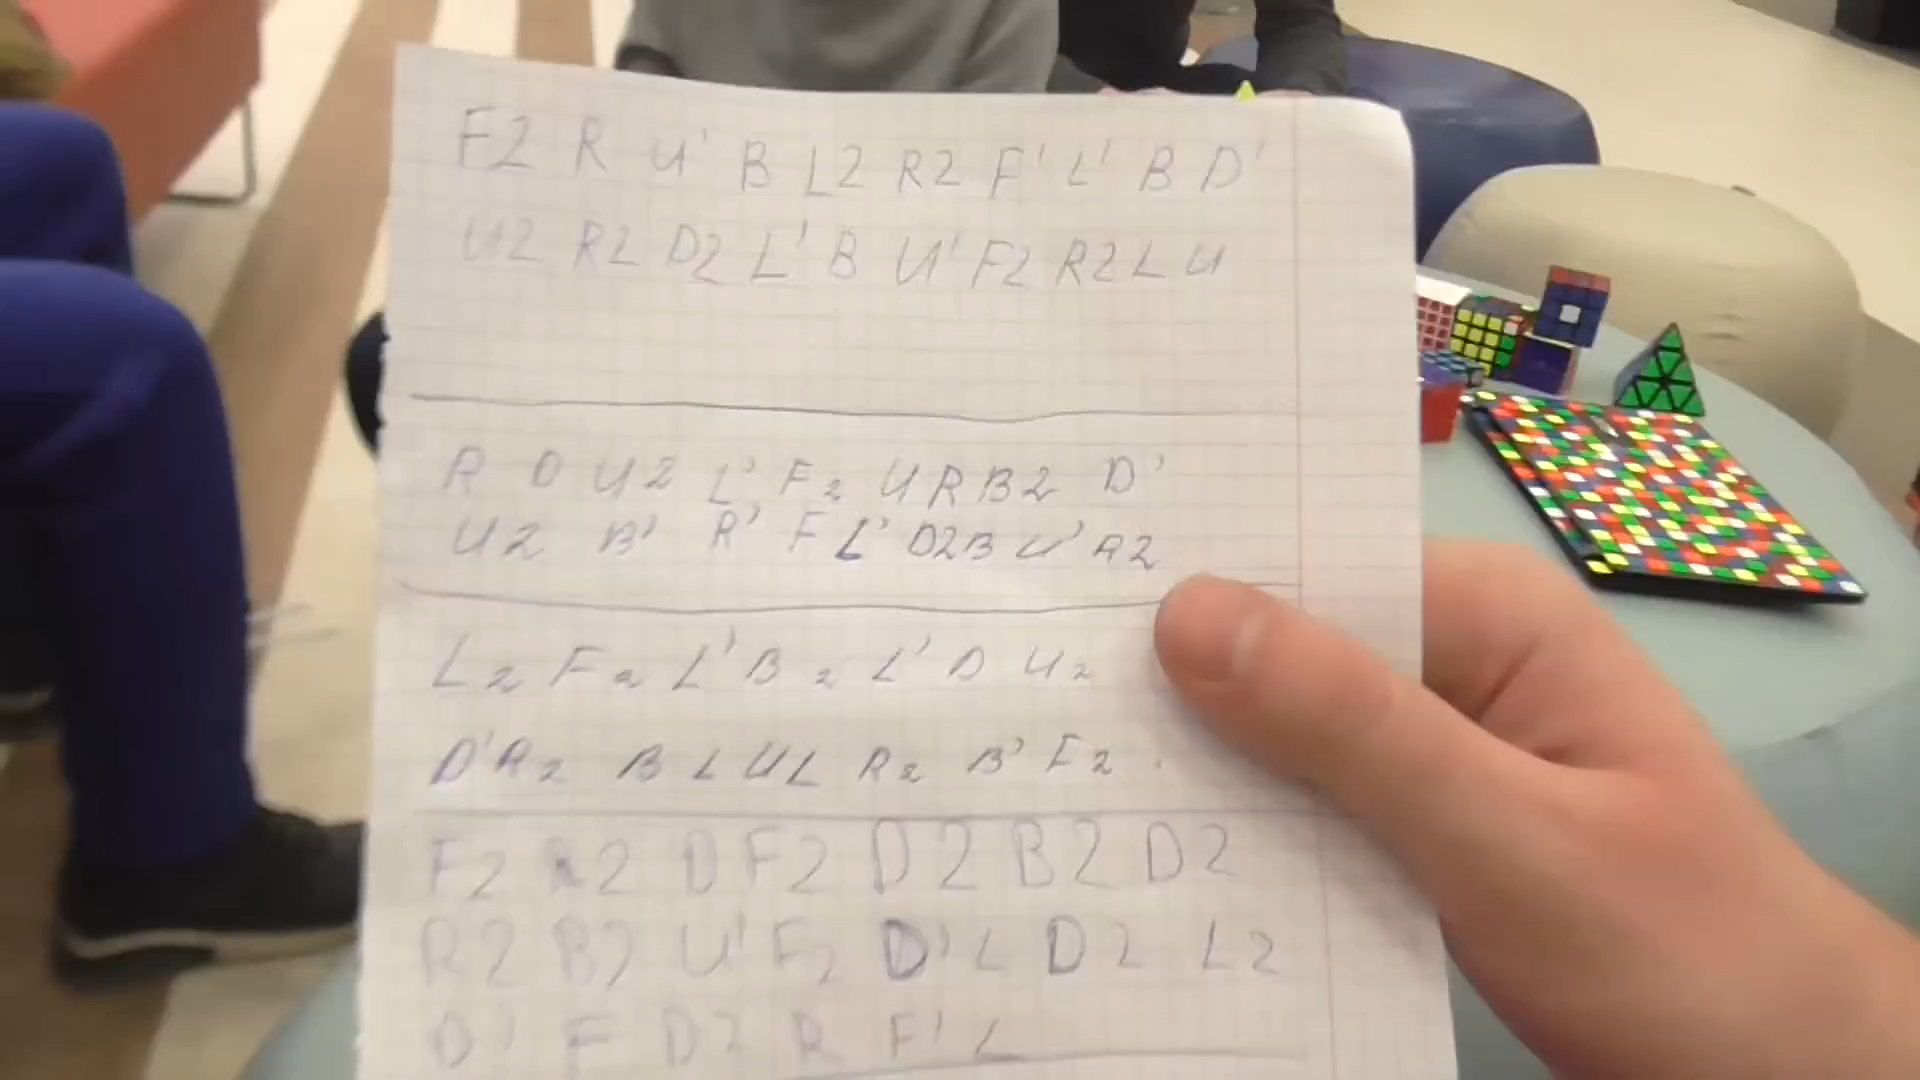 F2 R U' B L2 R2 F' L' B D'
U2 R2 D2 L' B U' F2 R2 L U
R D U2 L' F2 U R B2 D'
U2 B' R' F L' D2 B U' R2
L2 F2 L' B2 L' D U2
D' R2 B L U L R2 B' F2
F2 R2 D F2 D2 B2 D2
R2 B2 U' F2 D' L D2 L2
D' F D2 R F' L